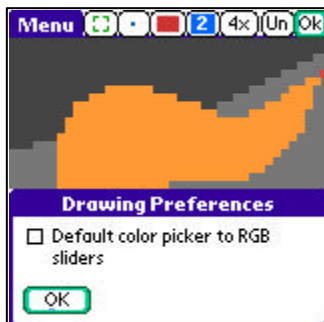 Menu 2 4x Un Ok
Drawing Preferences
Default color picker to RGB
sliders
OK